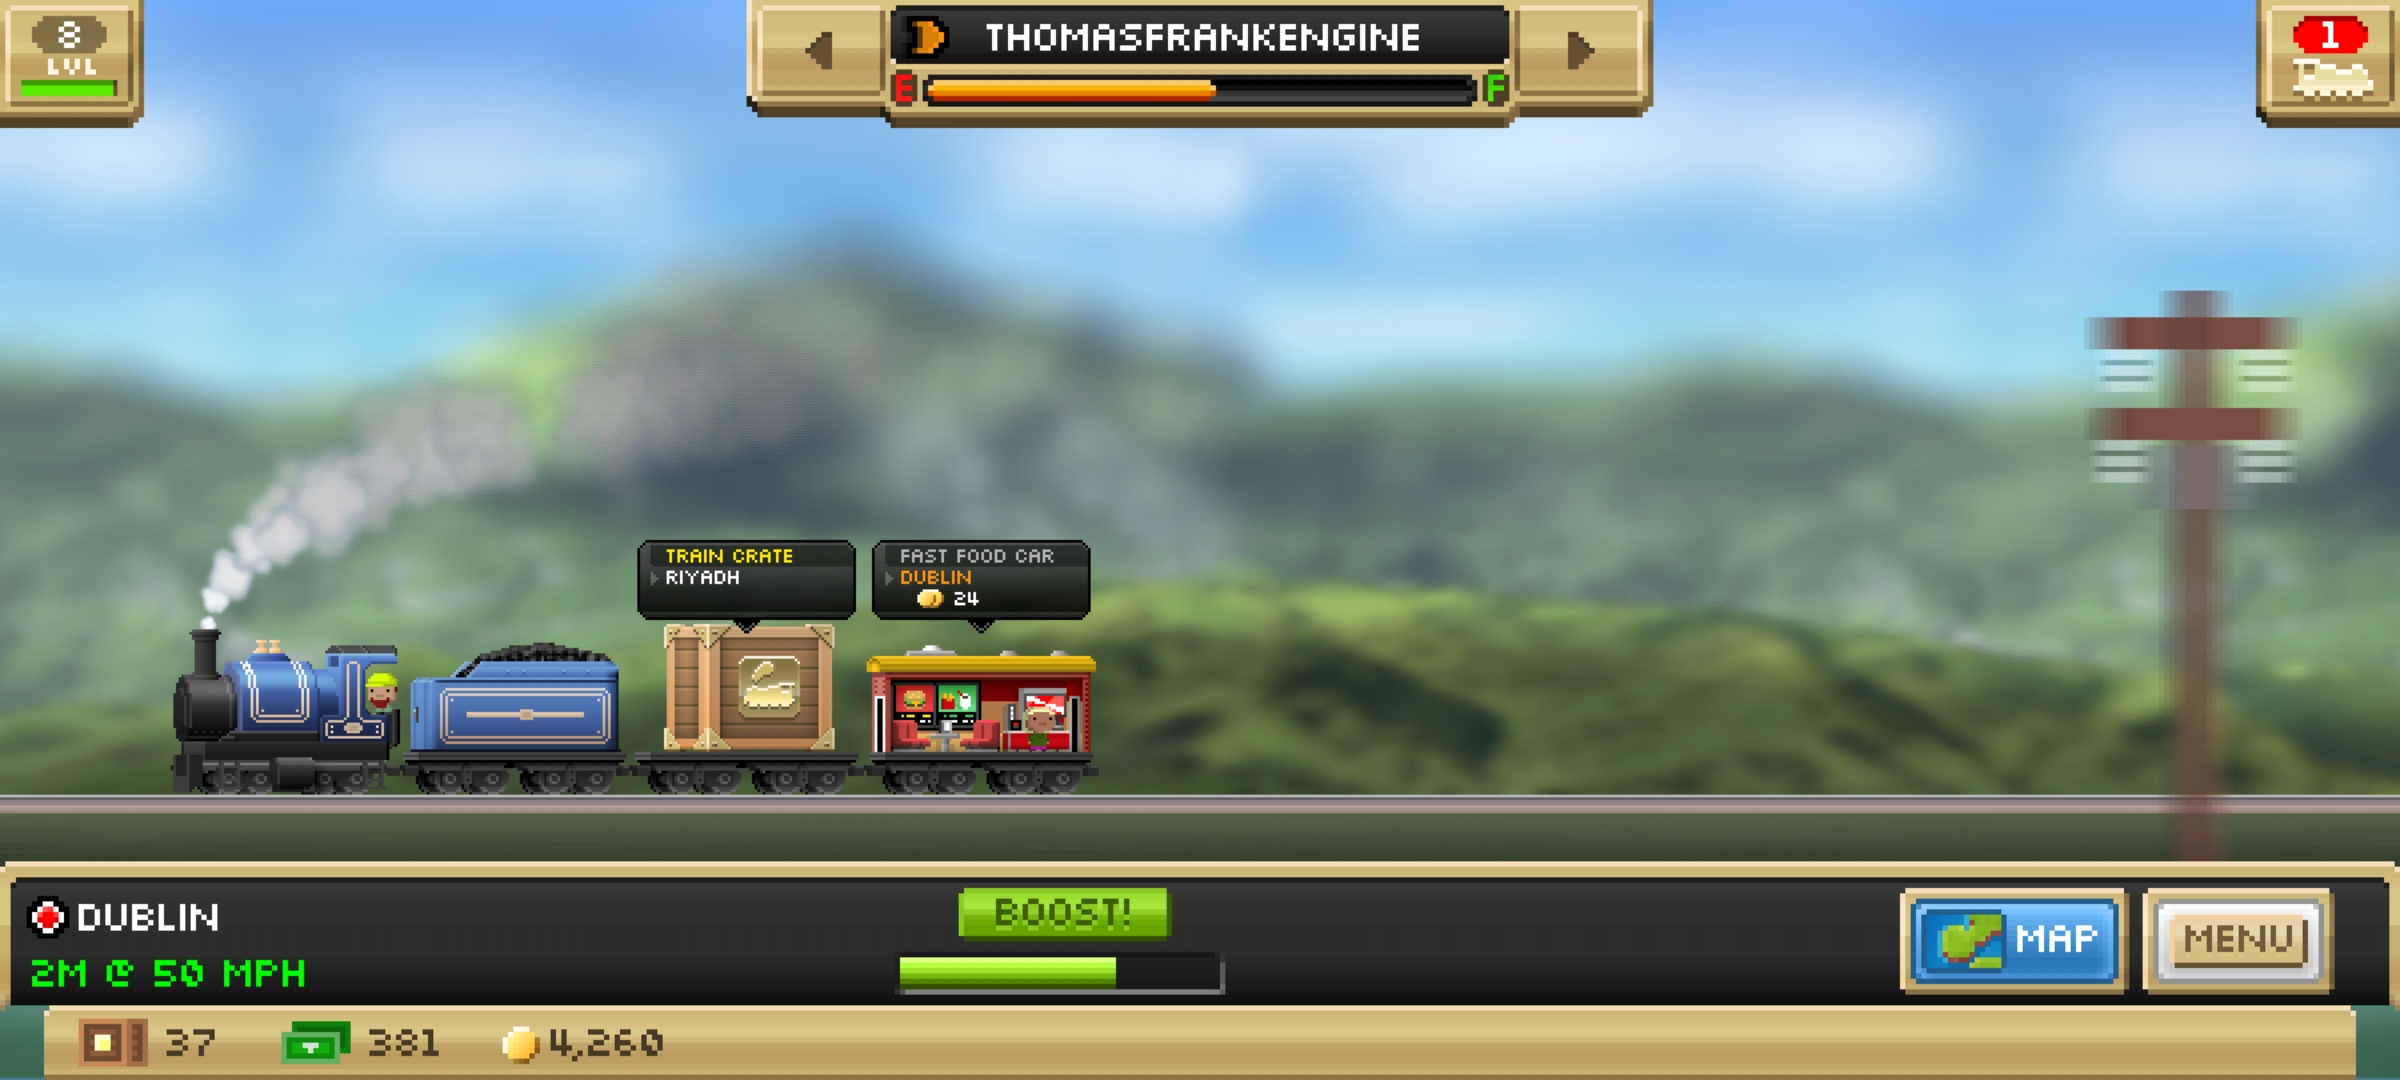 8
LVL
THOMASFRANKENGINE
E F
1
TRAIN CRATE
RIYADH
FAST FOOD CAR
DUBLIN
24
DUBLIN
2M @ 50 MPH
BOOST!
MAP
MENU
37
381
4,260